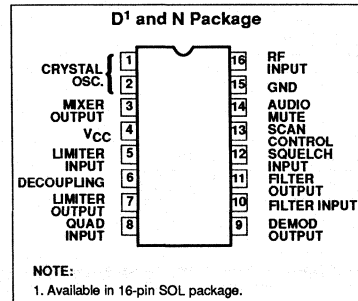 D1 and N Package
CRYSTAL
OSC.
1
2
MIXER
OUTPUT
3
VCC
4
LIMITER
INPUT
5
DECOUPLING
6
LIMITER
OUTPUT
7
QUAD
INPUT
8
16
RF
INPUT
15
GND
14
AUDIO
MUTE
13
SCAN
CONTROL
12
SQUELCH
INPUT
11
FILTER
OUTPUT
10
FILTER INPUT
9
DEMOD
OUTPUT
NOTE:
1. Available in 16-pin SOL package.